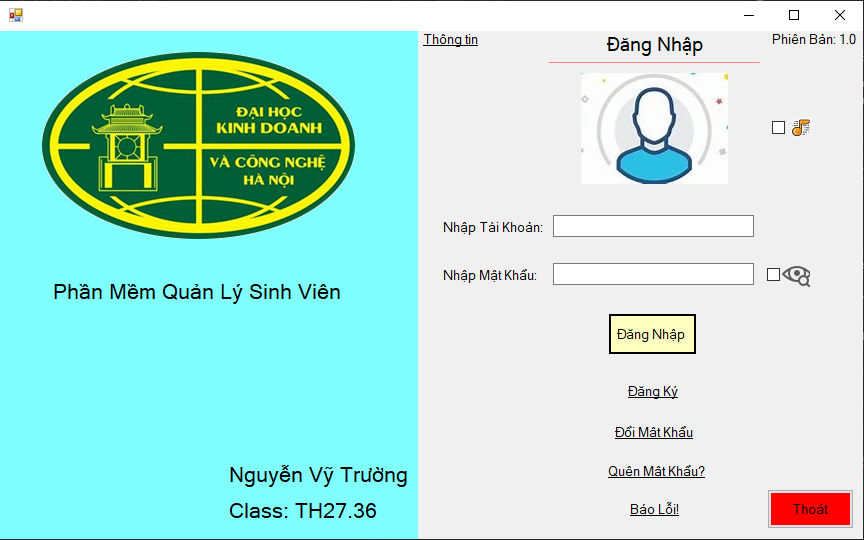 ĐẠI HỌC
KINH DOANH
VÀ CÔNG NGHỆ
HÀ NỘI
Phần Mềm Quản Lý Sinh Viên
Nguyễn Vỹ Trường
Class: TH27.36
Thông tin
Đăng Nhập
Phiên Bản: 1.0
Nhập Tài Khoản:
Nhập Mật Khẩu:
Đăng Nhập
Đăng Ký
Đổi Mật Khẩu
Quên Mật Khẩu?
Báo Lỗi!
Thoát